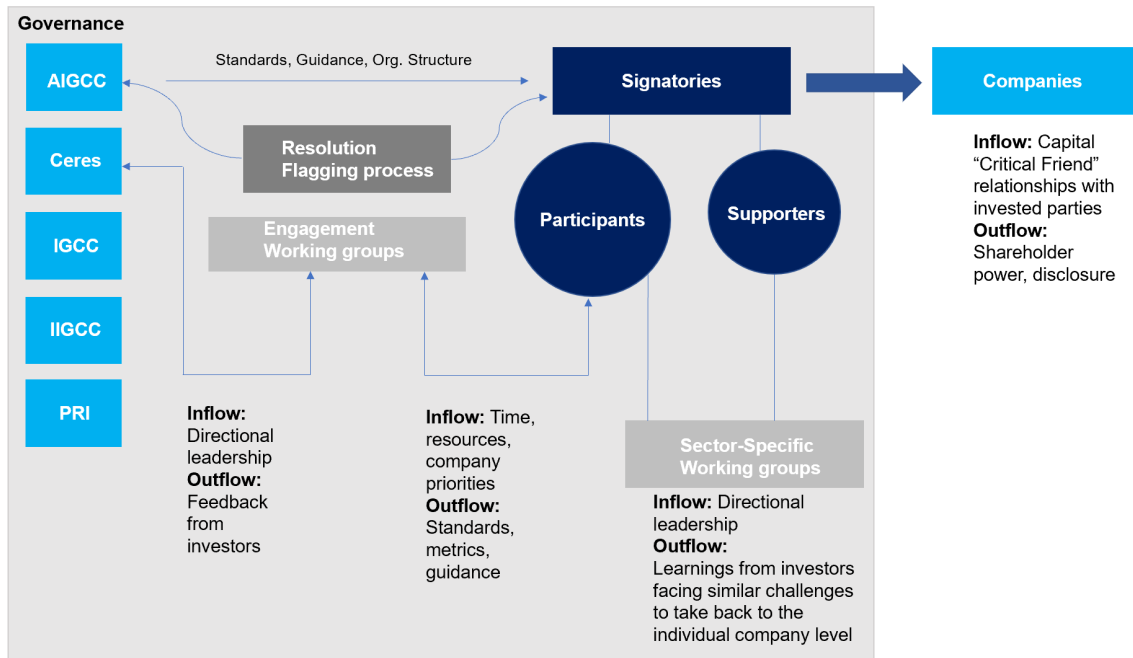 Governance
AIGCC
Ceres
IGCC
IIGCC
PRI
Standards, Guidance, Org. Structure
Resolution
Flagging process
Engagement
Working groups
Signatories
Participants
Supporters
Companies
Inflow: Capital
“Critical Friend”
relationships with
invested parties
Outflow:
Shareholder
power, disclosure
Inflow:
Directional
leadership
Outflow:
Feedback
from
investors
Inflow: Time,
resources,
company
priorities
Outflow:
Standards,
metrics,
guidance
Sector-Specific
Working groups
Inflow: Directional
leadership
Outflow:
Learnings from investors
facing similar challenges
to take back to the
individual company level